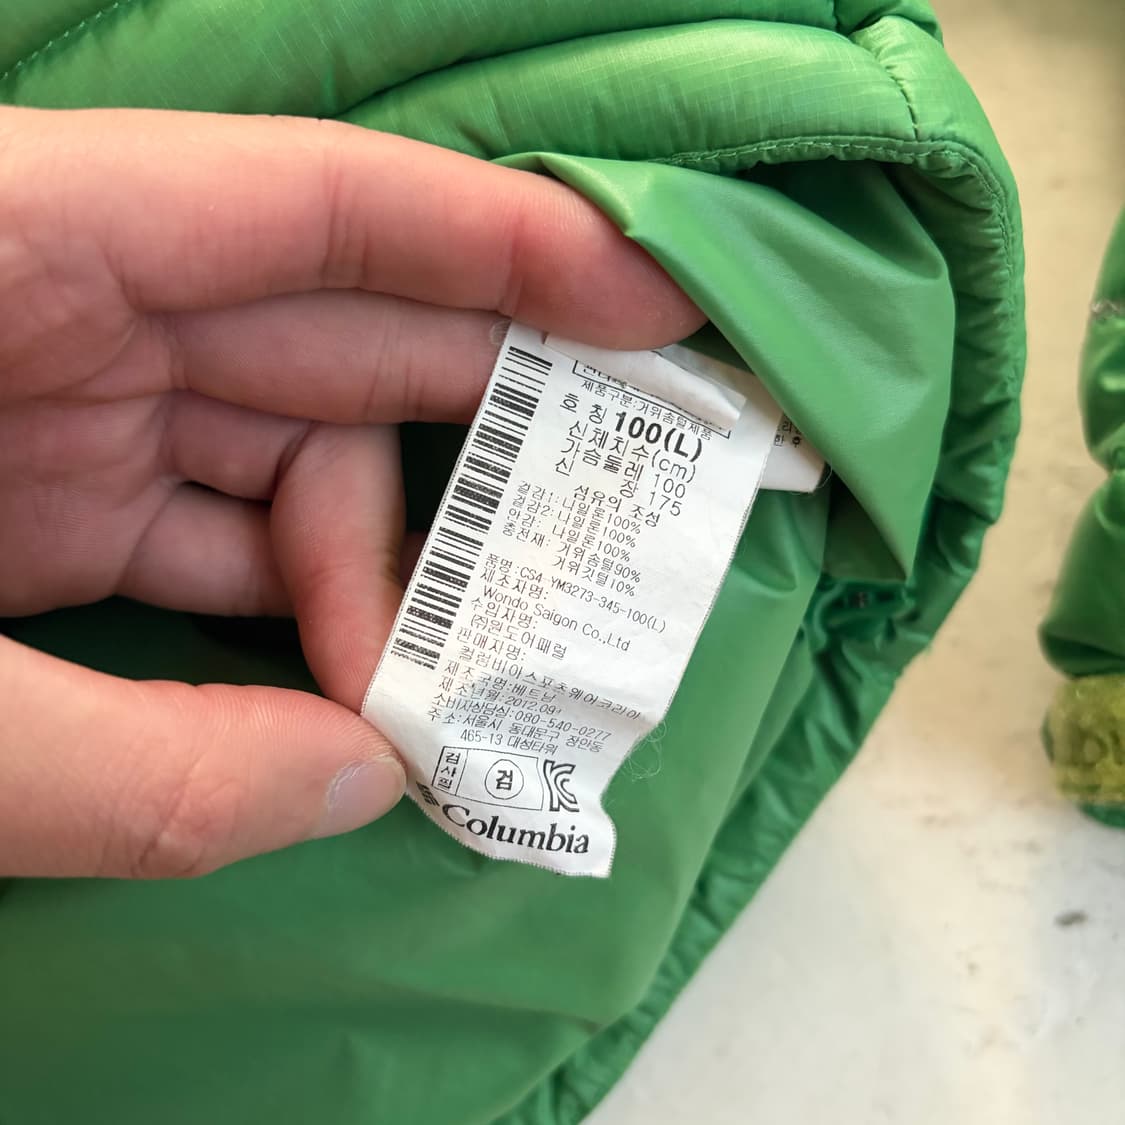 제품구분:거위솜털제품
호 칭 100(L)
신체치수(cm)
가슴둘레 100
신 장 175
섬유의 조성
겉감1: 나일론100%
겉감2: 나일론100%
안감: 나일론100%
충전재: 거위솜털90%
거위깃털10%
품명:CS4-YM3273-345-100(L)
제조자명:
Wondo Saigon Co.,Ltd
수입자명:
(주)원도어패럴
판매자명:
컬럼비아스포츠웨어코리아
제조국명:베트남
제조년월:2012.09
소비자상담실:080-540-0277
주 소:서울시 동대문구 장안동
465-13 대성타워
검사필
검
Columbia
한 후